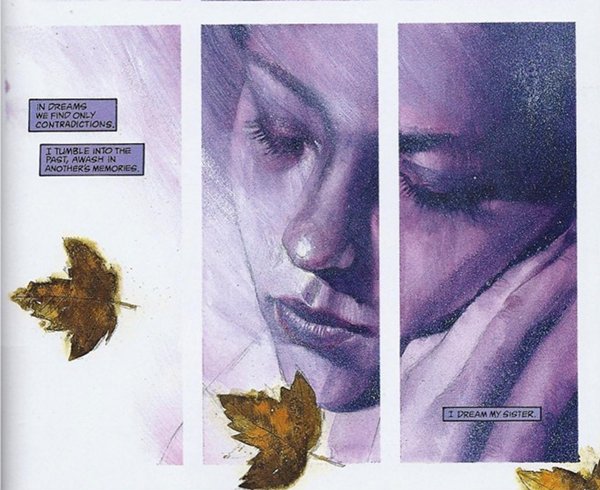 IN DREAMS
WE FIND ONLY
CONTRADICTIONS.
I TUMBLE INTO THE
PAST, AWASH IN
ANOTHER'S MEMORIES.
I DREAM MY SISTER.